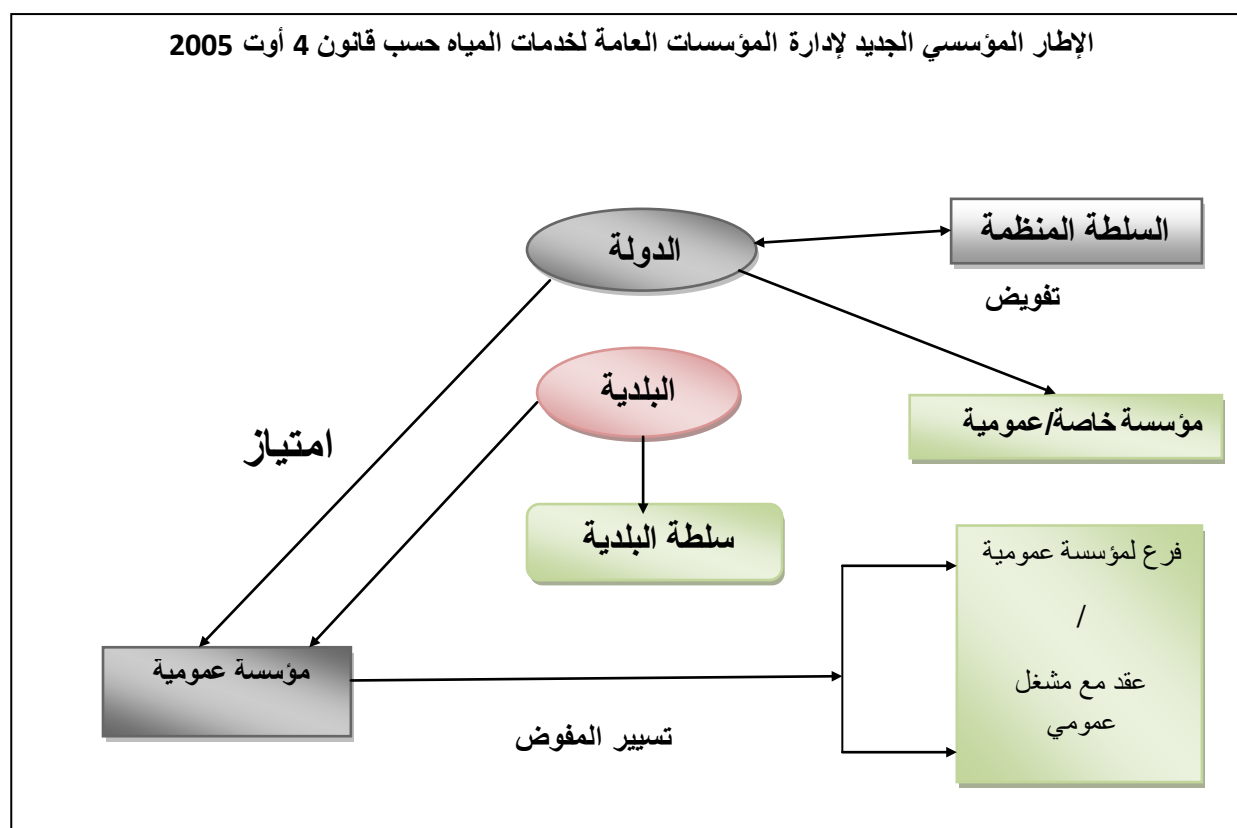 الإطار المؤسسي الجديد لإدارة المؤسسات العامة لخدمات المياه حسب قانون 4 أوت 2005
السلطة المنظمة
الدولة
تفويض
البلدية
مؤسسة خاصة/عمومية
امتياز
سلطة البلدية
فرع لمؤسسة عمومية
/
عقد مع مشغل
عمومي
مؤسسة عمومية
تسيير المفوض